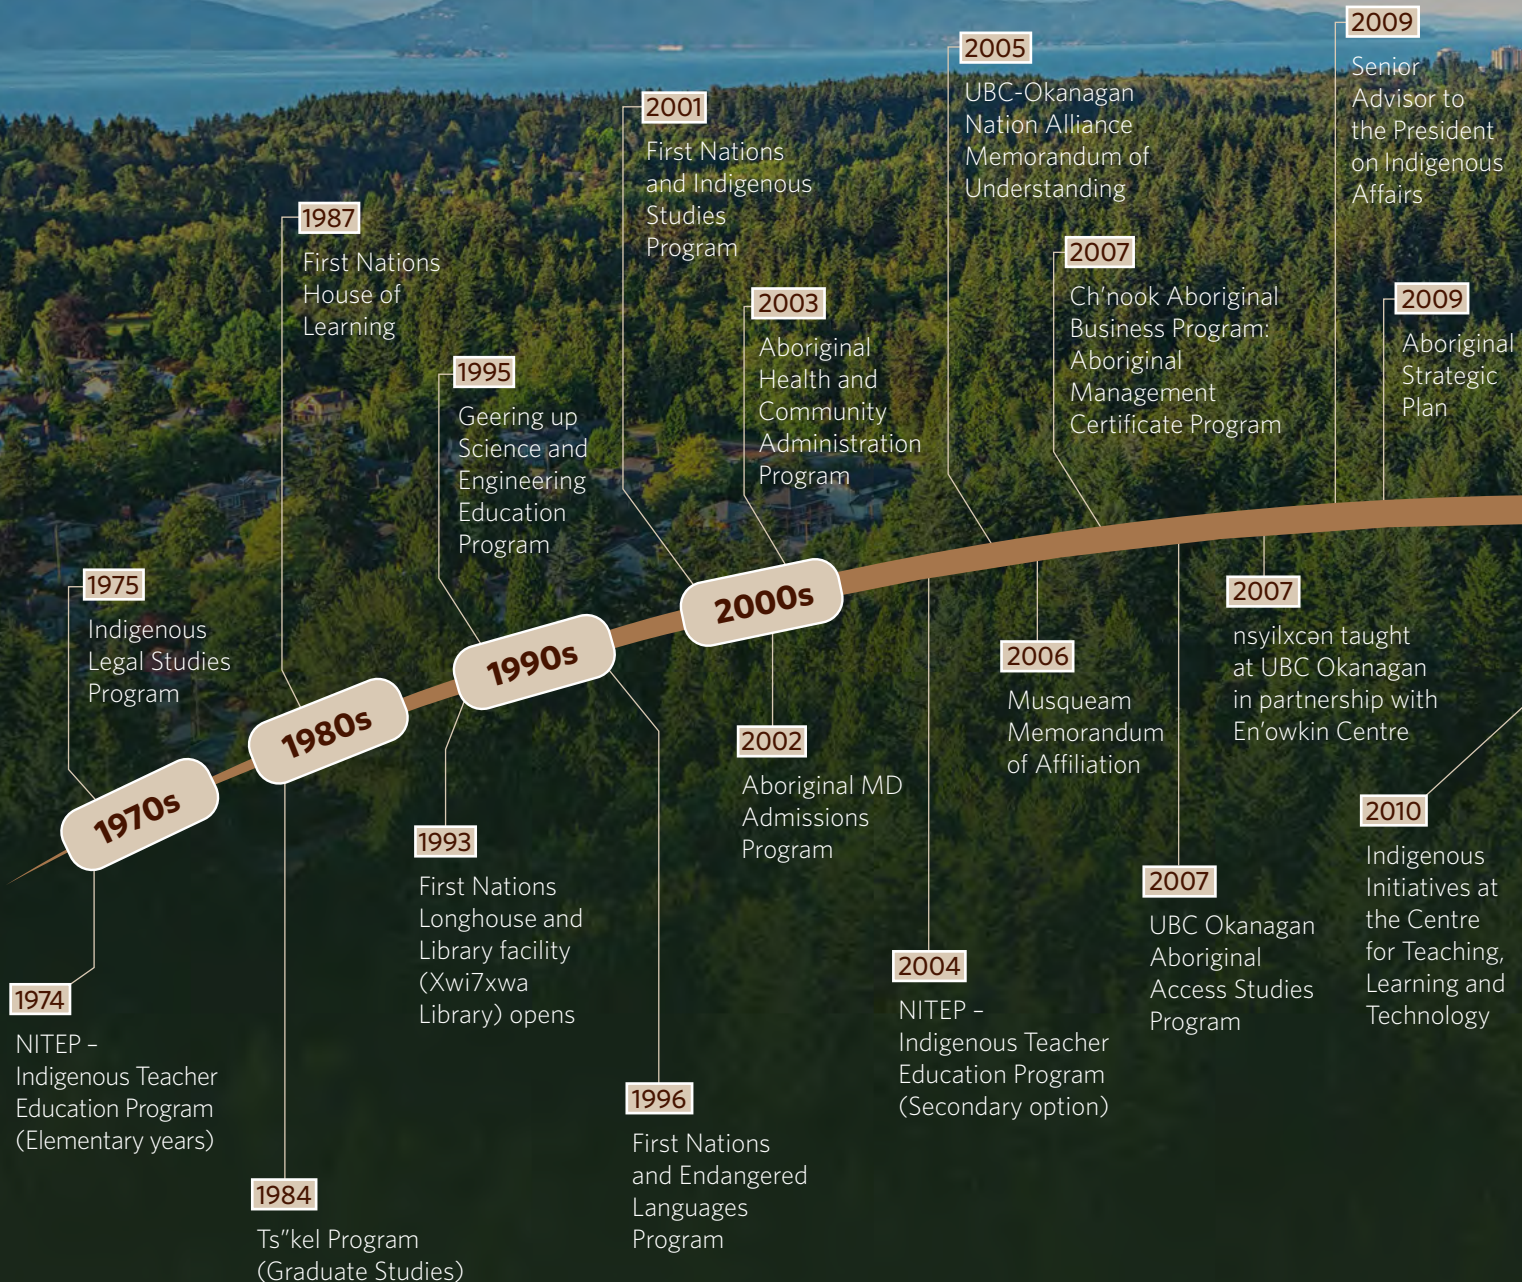 1974
NITEP –
Indigenous Teacher
Education Program
(Elementary years)
1975
Indigenous
Legal Studies
Program
1970s
1984
Ts”kel Program
(Graduate Studies)
1987
First Nations
House of
Learning
1980s
1993
First Nations
Longhouse and
Library facility
(Xwi7xwa
Library) opens
1995
Geering up
Science and
Engineering
Education
Program
1990s
1996
First Nations
and Endangered
Languages
Program
2001
First Nations
and Indigenous
Studies
Program
2000s
2002
Aboriginal MD
Admissions
Program
2003
Aboriginal
Health and
Community
Administration
Program
2004
NITEP –
Indigenous Teacher
Education Program
(Secondary option)
2005
UBC-Okanagan
Nation Alliance
Memorandum of
Understanding
2006
Musqueam
Memorandum
of Affiliation
2007
Ch’nook Aboriginal
Business Program:
Aboriginal
Management
Certificate Program
2007
UBC Okanagan
Aboriginal
Access Studies
Program
2007
nsyilxcən taught
at UBC Okanagan
in partnership with
En’owkin Centre
2009
Senior
Advisor to
the President
on Indigenous
Affairs
2009
Aboriginal
Strategic
Plan
2010
Indigenous
Initiatives at
the Centre
for Teaching,
Learning and
Technology